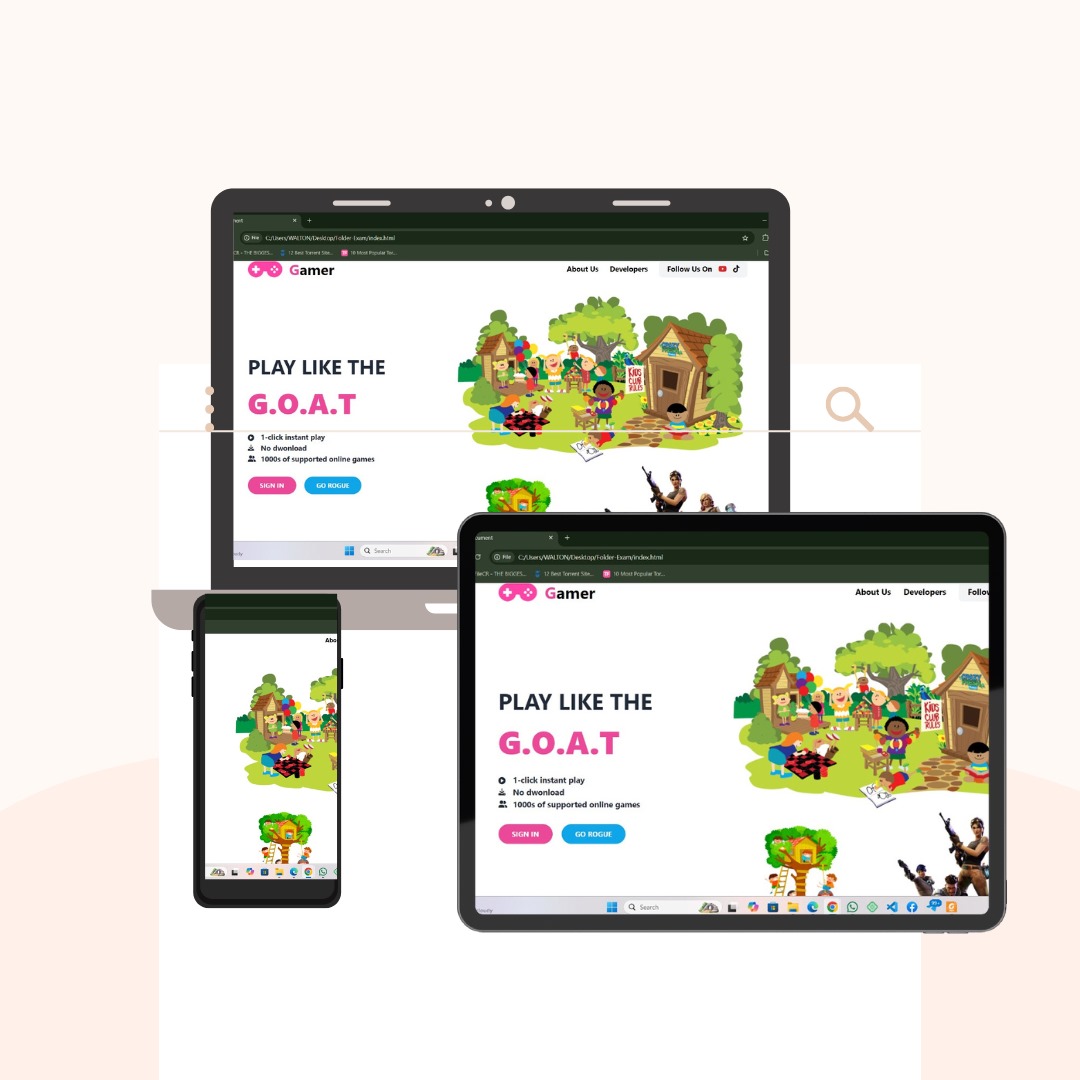 ment
File C:/Users/WALTON/Desktop/Folder-Exam/index.html
CR - THE BIGGES... 12 Best Torrent Site... 10 Most Popular Tor...
Gamer
About Us Developers Follow Us On
PLAY LIKE THE
G.O.A.T
KIDS CLUB RULES
1-click instant play
No dwonload
1000s of supported online games
SIGN IN GO ROGUE
Search
ument
File C:/Users/WALTON/Desktop/Folder-Exam/index.html
FileCR - THE BIGGES... 12 Best Torrent Site... 10 Most Popular Tor...
Gamer
About Us Developers Follow
PLAY LIKE THE
G.O.A.T
KIDS CLUB RULES
1-click instant play
No dwonload
1000s of supported online games
SIGN IN GO ROGUE
Search
99+
Abo